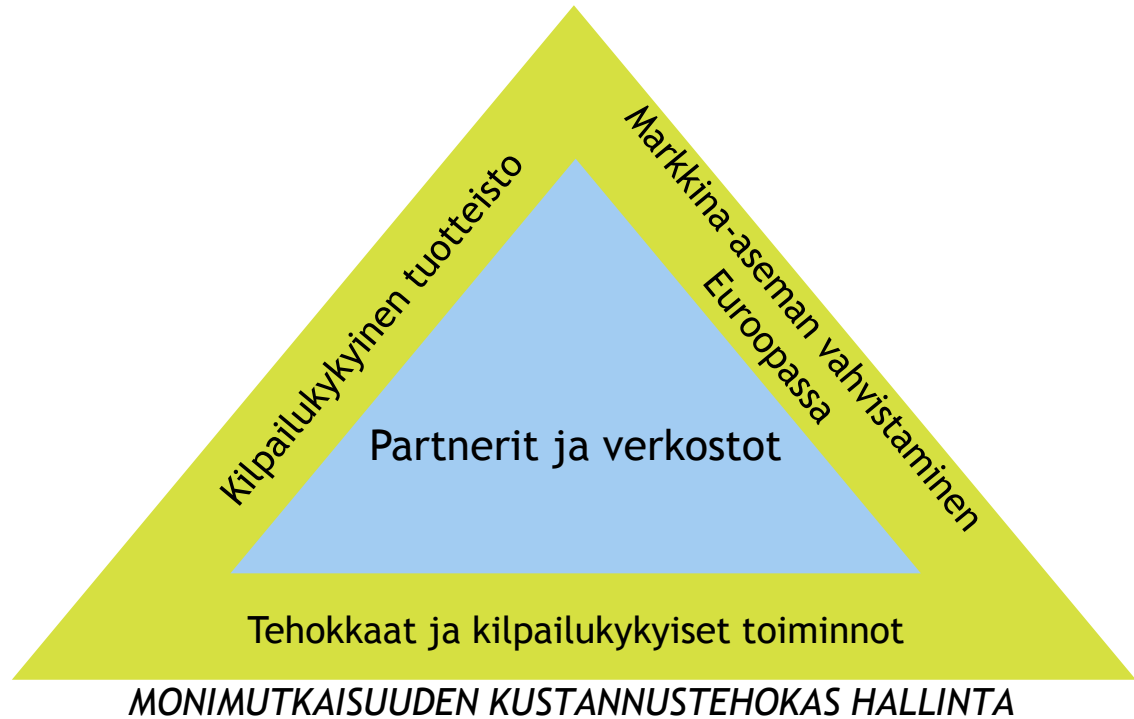 Kilpailukykyinen tuotteisto
Markkina-aseman vahvistaminen
Euroopassa
Partnerit ja verkostot
Tehokkaat ja kilpailukykyiset toiminnot
MONIMUTKAISUUDEN KUSTANNUSTEHOKAS HALLINTA